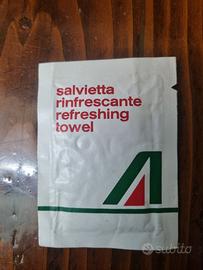 salvietta
rinfrescante
refreshing
towel
subito